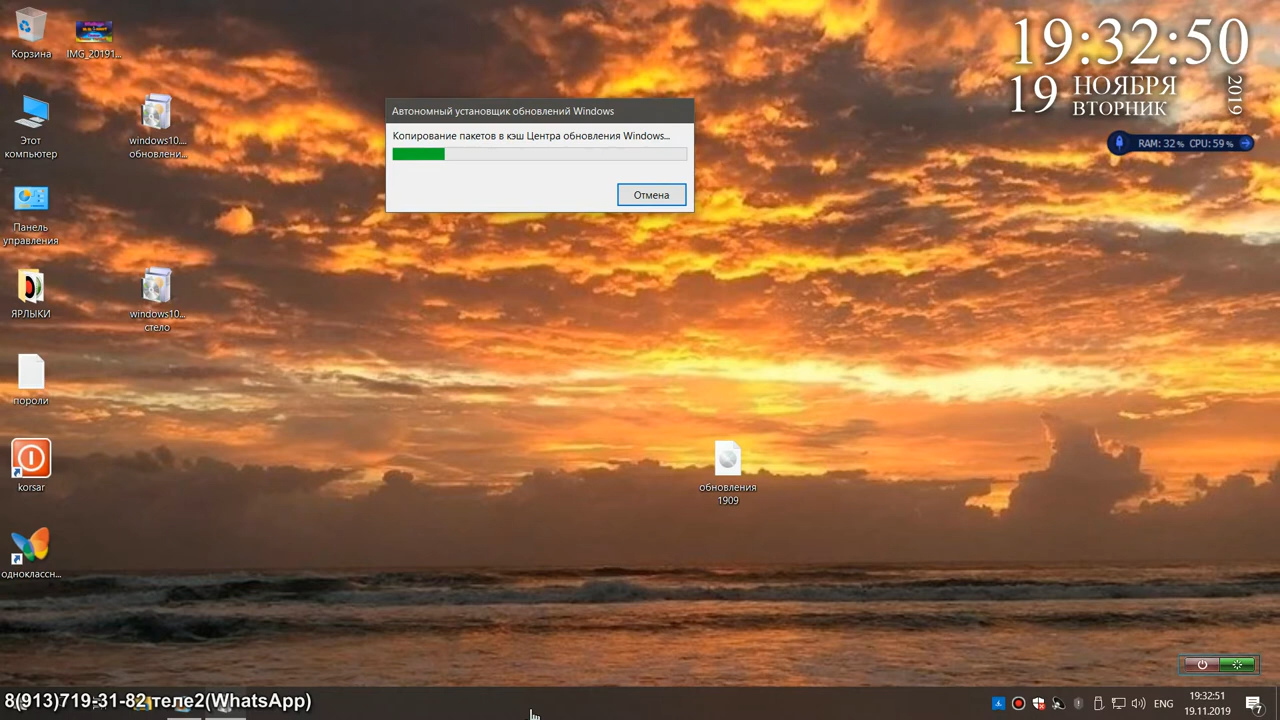 Корзина
IMG_20191...
19:32:50
19
НОЯБРЯ
ВТОРНИК
2019
RAM: 32% CPU: 59%
Автономный установщик обновлений Windows
Копирование пакетов в кэш Центра обновления Windows...
Отмена
Этот
компьютер
windows10....
обновлени...
Панель
управления
ЯРЛЫКИ
windows10...
стело
пороли
korsar
обновления
1909
одноклассн...
8(913)719-31-82 теле2(WhatsApp)
ENG
19:32:51
19.11.2019
7